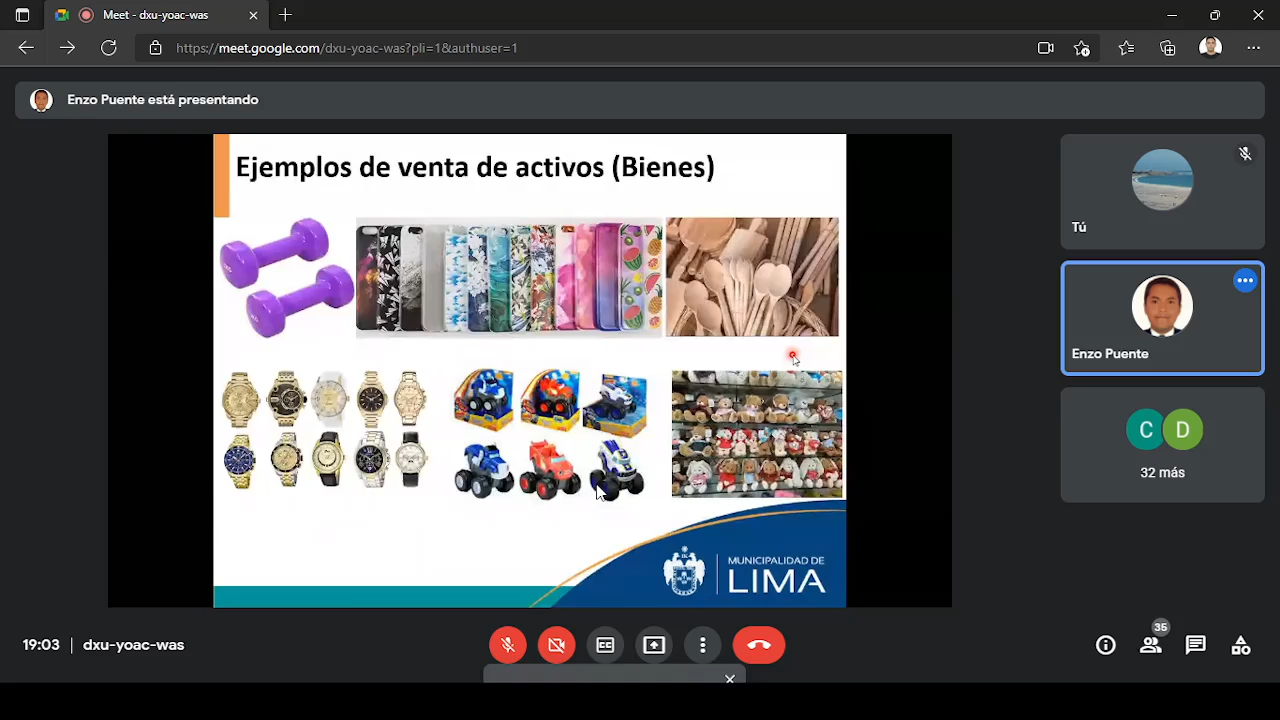 Meet - dxu-yoac-was
https://meet.google.com/dxu-yoac-was?pli=1&authuser=1
Enzo Puente está presentando
Ejemplos de venta de activos (Bienes)
MUNICIPALIDAD DE
LIMA
Tú
Enzo Puente
C D
32 más
19:03 | dxu-yoac-was
CC
35